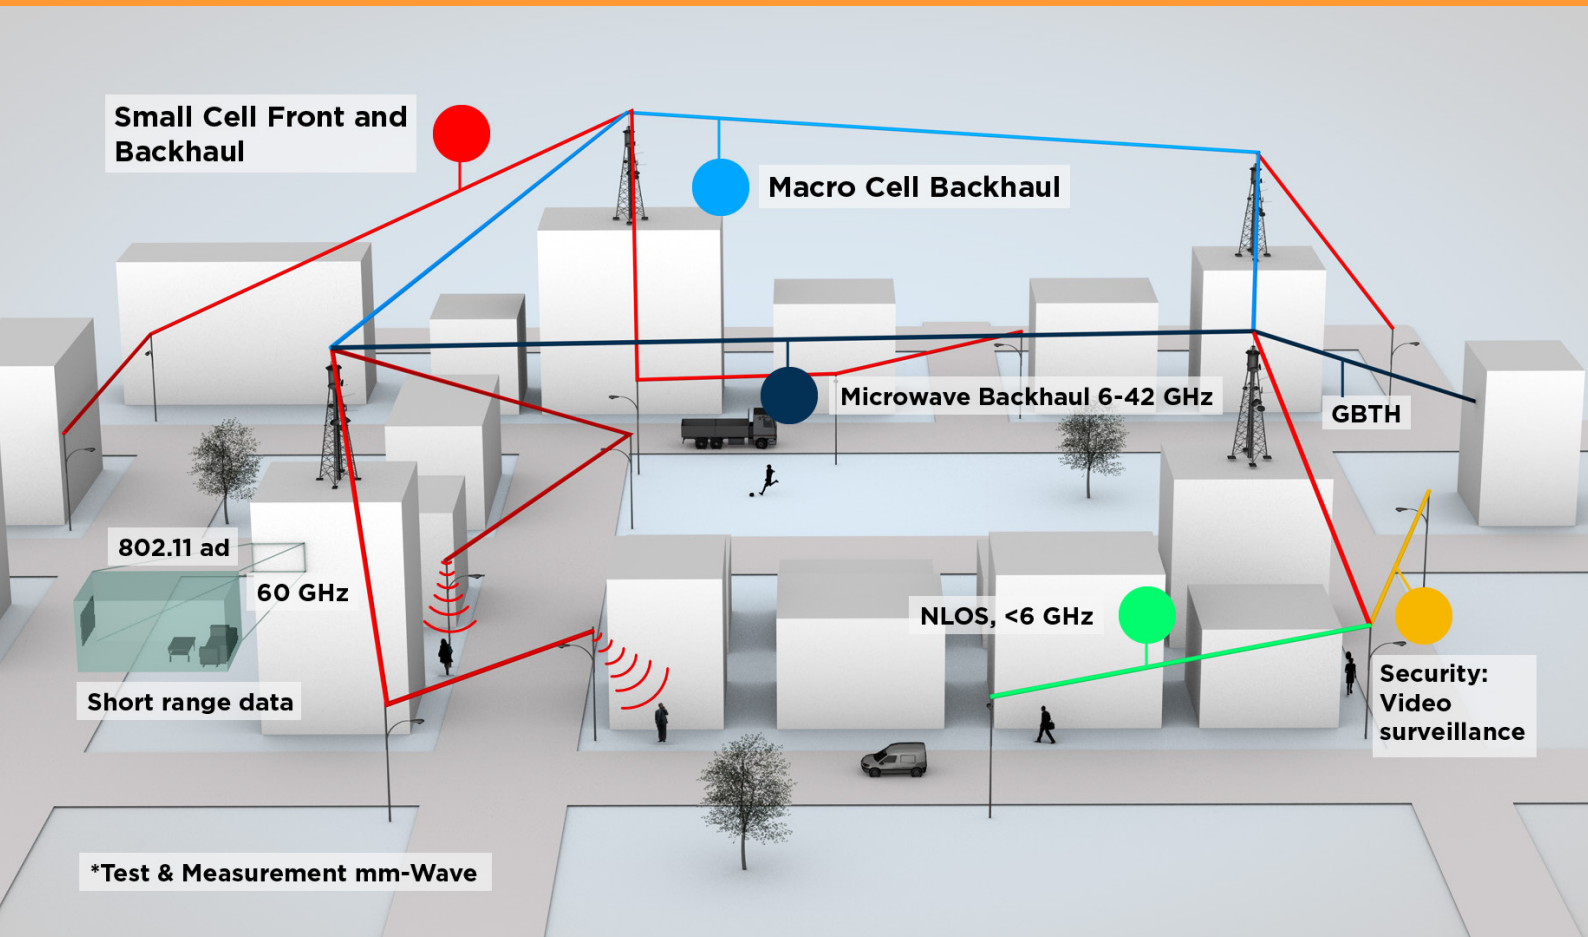 Small Cell Front and
Backhaul
Macro Cell Backhaul
Microwave Backhaul 6-42 GHz
GBTH
802.11 ad
60 GHz
Short range data
NLOS, <6 GHz
Security:
Video
surveillance
*Test & Measurement mm-Wave